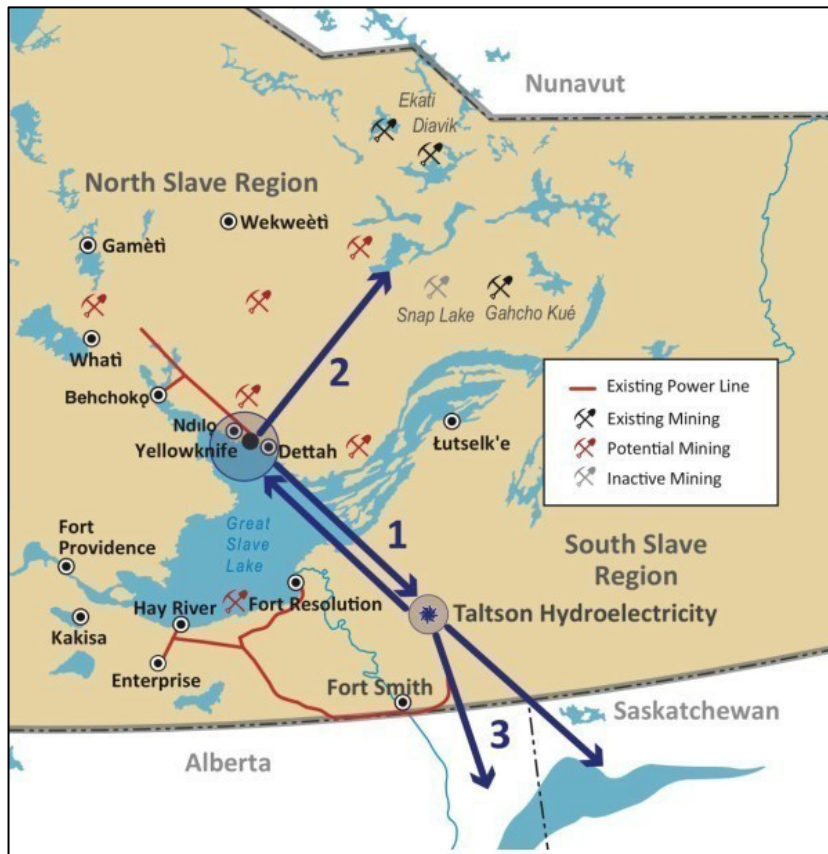 Nunavut
Ekati
Diavik
North Slave Region
Wekweètì
Gamètì
Snap Lake
Gahcho Kué
Whatì
2
Behchokǫ
Existing Power Line
Existing Mining
Potential Mining
Inactive Mining
Ndılǫ
Yellowknife
Dettah
Łutselk'e
Great
Slave
Lake
1
Fort
Providence
South Slave
Region
Hay River
Fort Resolution
Taltson Hydroelectricity
Kakisa
Enterprise
Fort Smith
Saskatchewan
3
Alberta